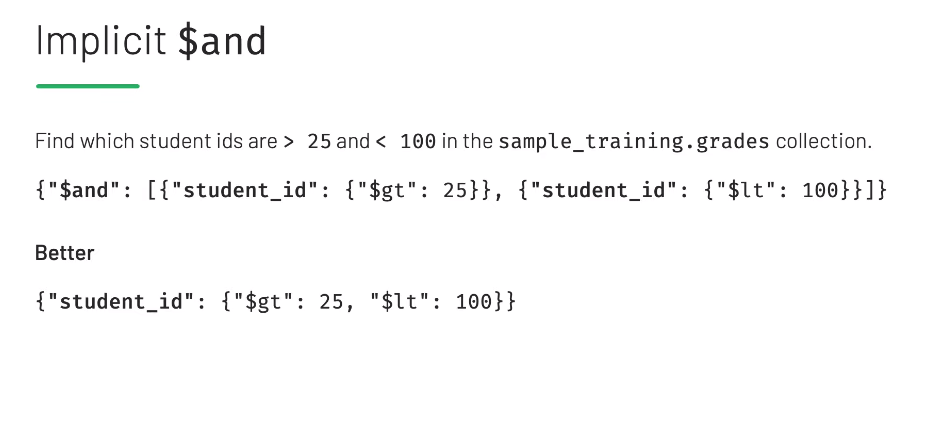 Implicit $and
Find which student ids are > 25 and < 100 in the sample_training.grades collection.
{"$and": [{"student_id": {"$gt": 25}}, {"student_id": {"$lt": 100}}]}
Better
{"student_id": {"$gt": 25, "$lt": 100}}